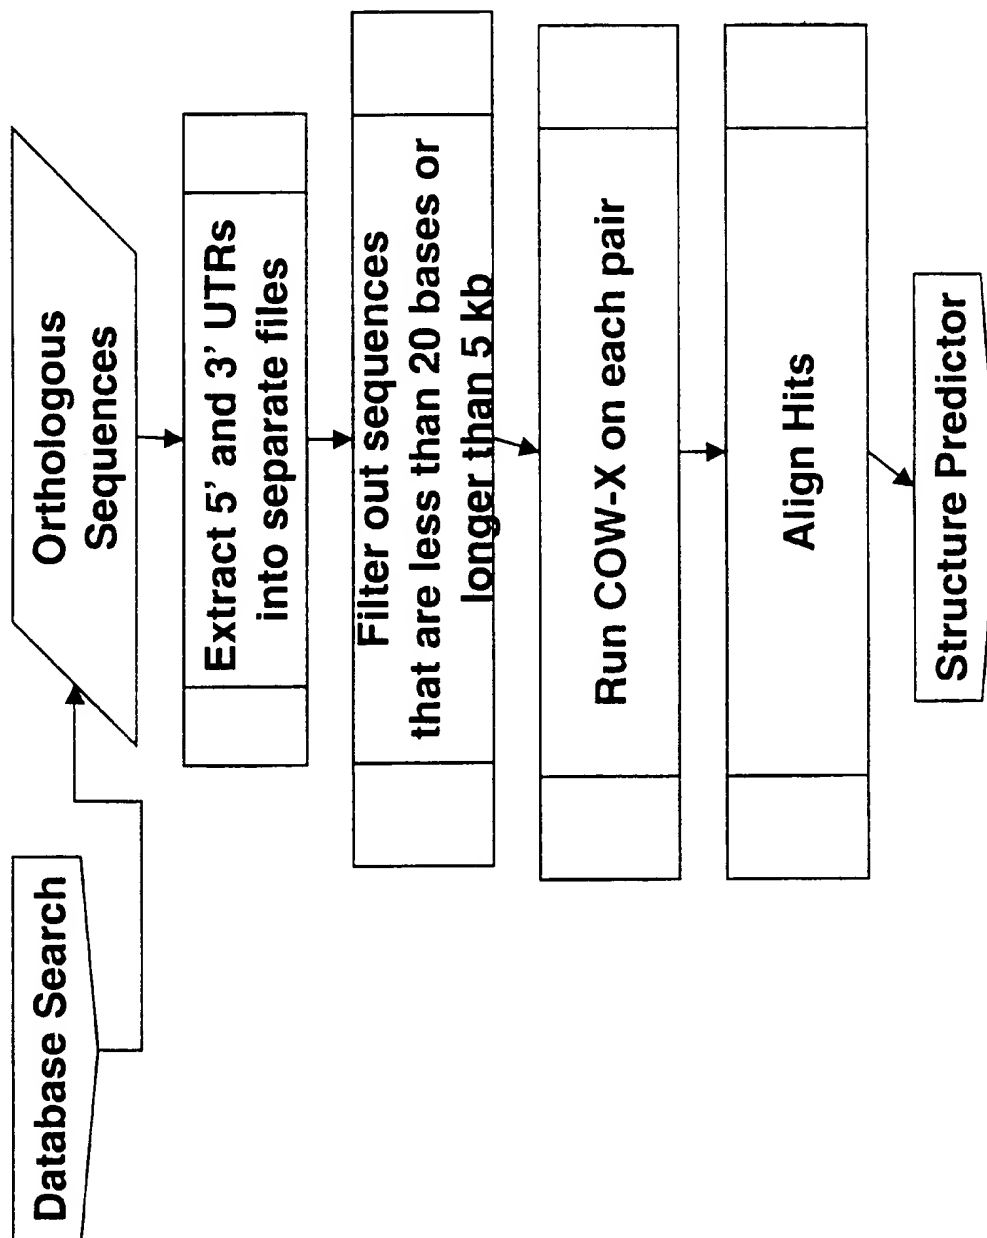 Database Search
Orthologous
Sequences
Extract 5' and 3' UTRs
into separate files
Filter out sequences
that are less than 20 bases or
longer than 5 kb
Run COW-X on each pair
Align Hits
Structure Predictor